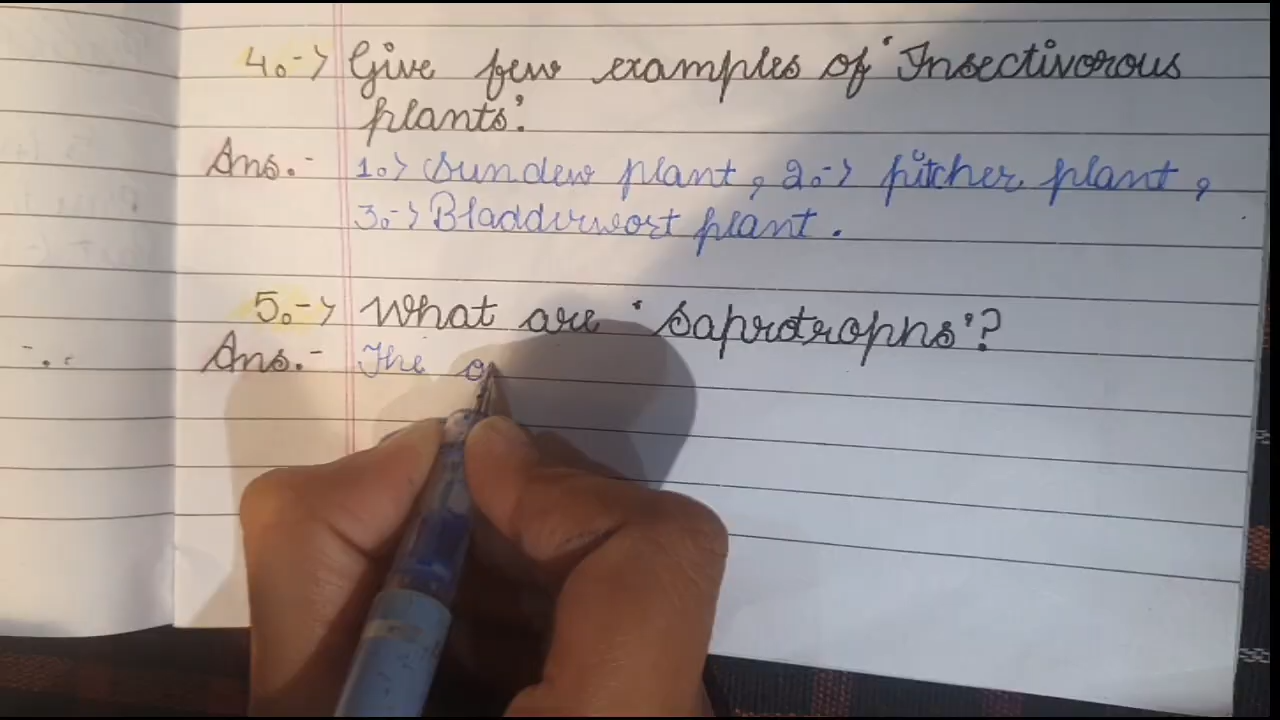 4.-> Give few examples of 'Insectivorous
plants'.
Ans.- 1.-> Sundew plant, 2.-> pitcher plant,
3.-> Bladderwort plant.
5.-> What are 'Saprotrophs'?
Ans.- The o